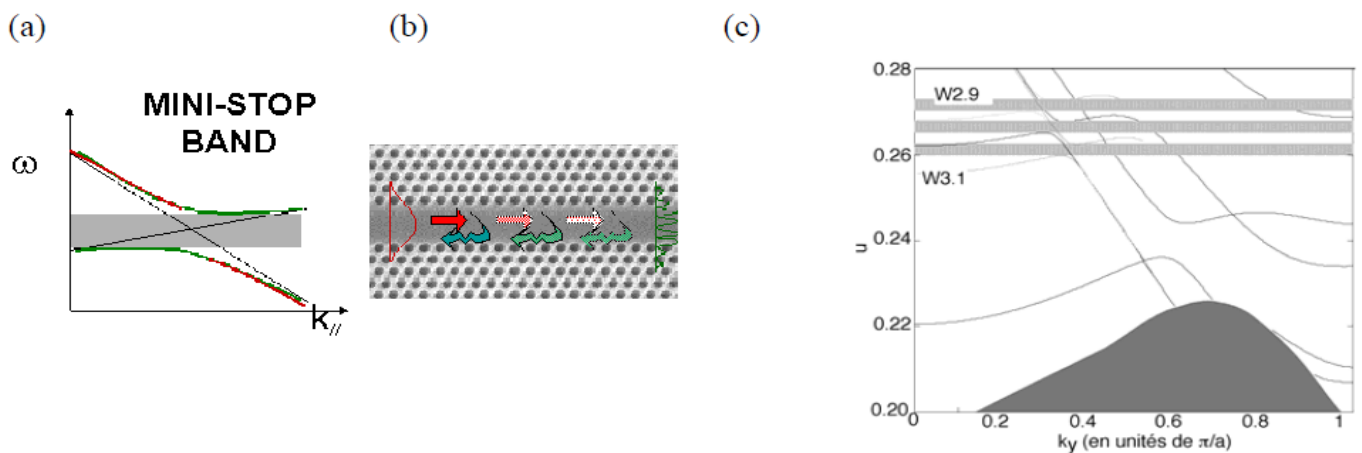 (a)
(b)
(c)
MINI-STOP
BAND
ω
k//
0.28
0.26
0.24
0.22
0.20
u
W2.9
W3.1
0 0.2 0.4 0.6 0.8 1
ky (en unités de π/a)